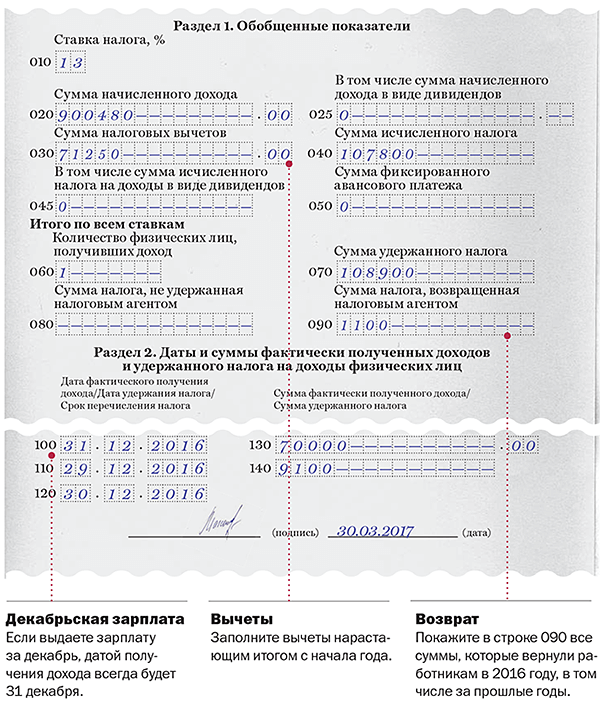 Раздел 1. Обобщенные показатели
Ставка налога, %
010 13
Сумма начисленного дохода
020 900480—————————.00
В том числе сумма начисленного
дохода в виде дивидендов
025 0——————————————.——
Сумма налоговых вычетов
030 71250——————————.00
Сумма исчисленного налога
040 107800——————
В том числе сумма исчисленного
налога на доходы в виде дивидендов
045 0———————————
Сумма фиксированного
авансового платежа
050 0———————————
Итого по всем ставкам
Количество физических лиц,
получивших доход
060 1—————
Сумма удержанного налога
070 108900——————
Сумма налога, не удержанная
налоговым агентом
080 ————————————
Сумма налога, возвращенная
налоговым агентом
090 1100————————
Раздел 2. Даты и суммы фактически полученных доходов
и удержанного налога на доходы физических лиц
Дата фактического получения
дохода/Дата удержания налога/
Срок перечисления налога
Сумма фактически полученного дохода/
Сумма удержанного налога
100 31.12.2016 130 70000——————————.00
110 29.12.2016 140 9100———————————
120 30.12.2016
(подпись) 30.03.2017 (дата)
Декабрьская зарплата
Если выдаете зарплату
за декабрь, датой полу-
чения дохода всегда будет
31 декабря.
Вычеты
Заполните вычеты нараста-
ющим итогом с начала года.
Возврат
Покажите в строке 090 все
суммы, которые вернули ра-
ботникам в 2016 году, в том
числе за прошлые годы.